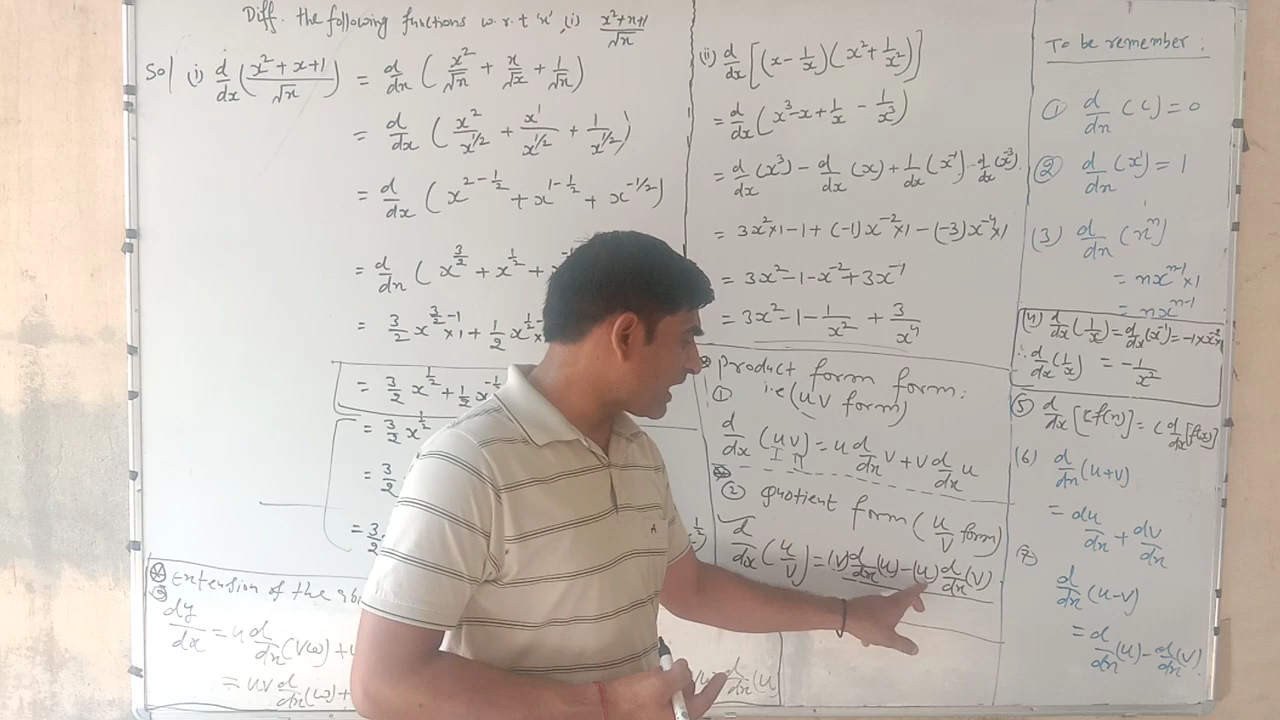 Diff. the following functions w.r.t 'x', (i) (x²+x+1)/√x
Sol (i) d/dx ((x²+x+1)/√x) = d/dx (x²/√x + x/√x + 1/√x)
= d/dx (x²/x^1/2 + x¹/x^1/2 + 1/x^1/2)
= d/dx (x^2-1/2 + x^1-1/2 + x^-1/2)
= d/dx (x^3/2 + x^1/2 +
= 3/2 x^3/2-1 ×1 + 1/2 x^1/2-
= 3/2 x^1/2 + 1/2 x^-1/2
= 3/2 x^1/2
= 3/2
= 3/2
* Extension of the
③ dy/dx = u d/dx (vω) +
= uv d/dx (ω) +
d/dx (u
(ii) d/dx [(x - 1/x)(x² + 1/x²)]
= d/dx (x³ - x + 1/x - 1/x³)
= d/dx (x³) - d/dx (x) + 1/dx (x⁻¹) - d/dx (x⁻³)
= 3x²×1 - 1 + (-1)x⁻²×1 - (-3)x⁻⁴×1
= 3x² - 1 - x⁻² + 3x⁻¹
= 3x² - 1 - 1/x² + 3/x⁴
* Product form form:
① i.e (u v form)
d/dx (u v) = u d/dx v + v d/dx u
I II
② quotient form (u/v form)
d/dx (u/v) = (v) d/dx (u) - (u) d/dx (v)
To be remember:
① d/dx (c) = 0
② d/dx (x¹) = 1
(3) d/dx (xⁿ)
= nx^n-1 ×1
= nx^n-1
(4) d/dx (1/x) = d/dx (x⁻¹) = -1×x⁻²
∴ d/dx (1/x) = -1/x²
(5) d/dx [cf(x)] = c d/dx [f(x)]
(6) d/dx (u+v)
= du/dx + dv/dx
(7) d/dx (u-v)
= d/dx (u) - d/dx (v)